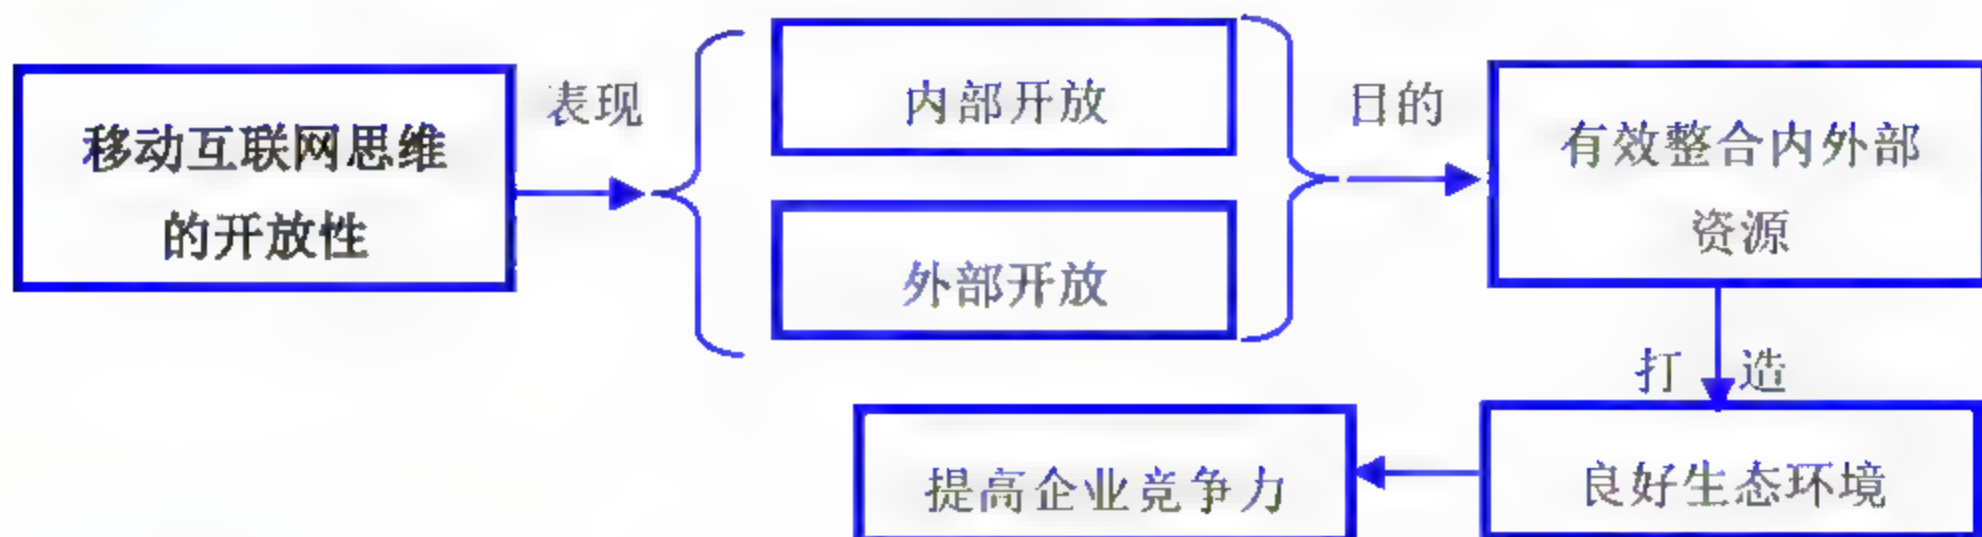 移动互联网思维
的开放性
表现
内部开放
外部开放
目的
有效整合内外部
资源
打 造
良好生态环境
提高企业竞争力